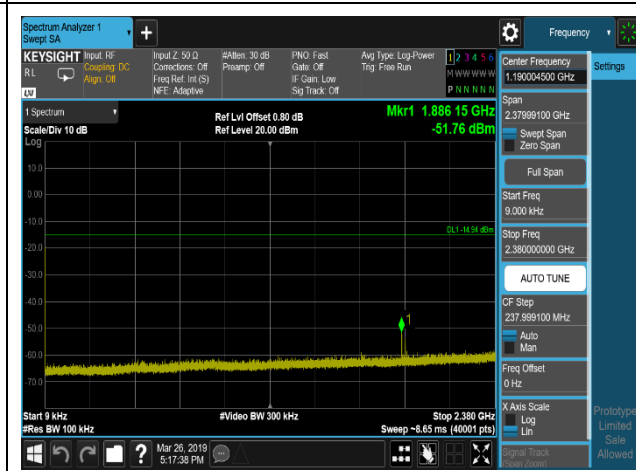 Spectrum Analyzer 1
Swept SA
+
Frequency
KEYSIGHT
RL
Input: RF
Coupling: DC
Align: Off
Input Z: 50 Ω
Corrections: Off
Freq Ref: Int (S)
NFE: Adaptive
#Atten: 30 dB
Preamp: Off
PNO: Fast
Gate: Off
IF Gain: Low
Sig Track: Off
Avg Type: Log-Power
Trig: Free Run
1 2 3 4 5 6
M W W W W W
P N N N N N
1 Spectrum
Scale/Div 10 dB
Log
Ref Lvl Offset 0.80 dB
Ref Level 20.00 dBm
Mkr1 1.886 15 GHz
-51.76 dBm
10.0
0.00
-10.0
-20.0
-30.0
-40.0
-50.0
-60.0
-70.0
DL1 -14.94 dBm
1
Start 9 kHz
#Res BW 100 kHz
#Video BW 300 kHz
Stop 2.380 GHz
Sweep ~8.65 ms (40001 pts)
?
Mar 26, 2019
5:17:38 PM
Center Frequency
1.190004500 GHz
Span
2.37999100 GHz
Swept Span
Zero Span
Full Span
Start Freq
9.000 kHz
Stop Freq
2.380000000 GHz
AUTO TUNE
CF Step
237.999100 MHz
Auto
Man
Freq Offset
0 Hz
X Axis Scale
Log
Lin
Signal Track
(Span Zoom)
Settings
Prototype
Limited
Sale
Allowed